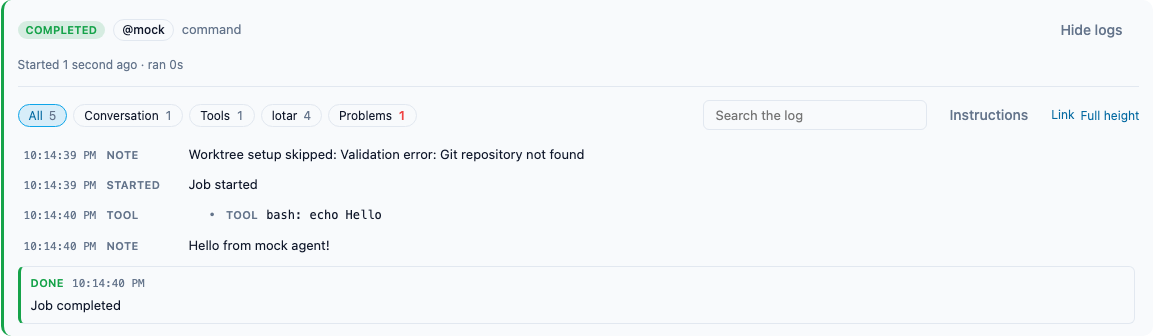 COMPLETED @mock command Hide logs
Started 1 second ago · ran 0s
All 5 Conversation 1 Tools 1 lotar 4 Problems 1 Search the log Instructions Link Full height
10:14:39 PM NOTE Worktree setup skipped: Validation error: Git repository not found
10:14:39 PM STARTED Job started
10:14:40 PM TOOL • TOOL bash: echo Hello
10:14:40 PM NOTE Hello from mock agent!
DONE 10:14:40 PM
Job completed